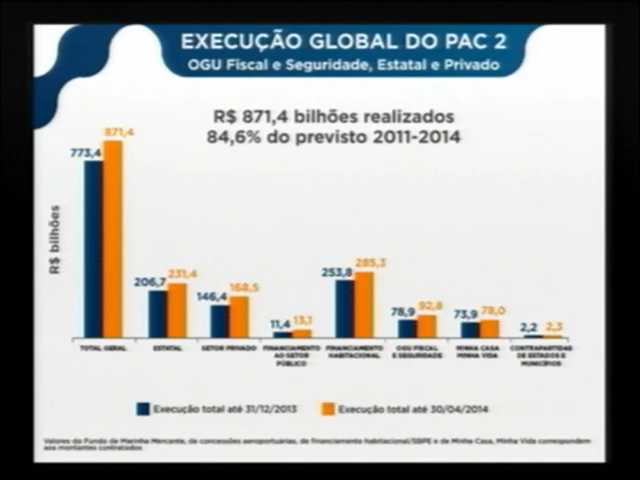 EXECUÇÃO GLOBAL DO PAC 2
OGU Fiscal e Seguridade, Estatal e Privado
R$ 871,4 bilhões realizados
84,6% do previsto 2011-2014
R$ bilhões
773,4 871,4
206,7 231,4
146,4 168,5
11,4 13,1
253,8 285,3
78,9 92,8
73,9 78,0
2,2 2,3
TOTAL GERAL
ESTATAL
SETOR PRIVADO
FINANCIAMENTO
AO SETOR
PÚBLICO
FINANCIAMENTO
HABITACIONAL
OGU FISCAL
E SEGURIDADE
MINHA CASA
MINHA VIDA
CONTRAPARTIDAS
DE ESTADOS E
MUNICÍPIOS
Execução total até 31/12/2013
Execução total até 30/04/2014
Valores do Fundo da Marinha Mercante, de concessões aeroportuárias, de financiamento habitacional/SBPE e de Minha Casa, Minha Vida correspondem
aos montantes contratados